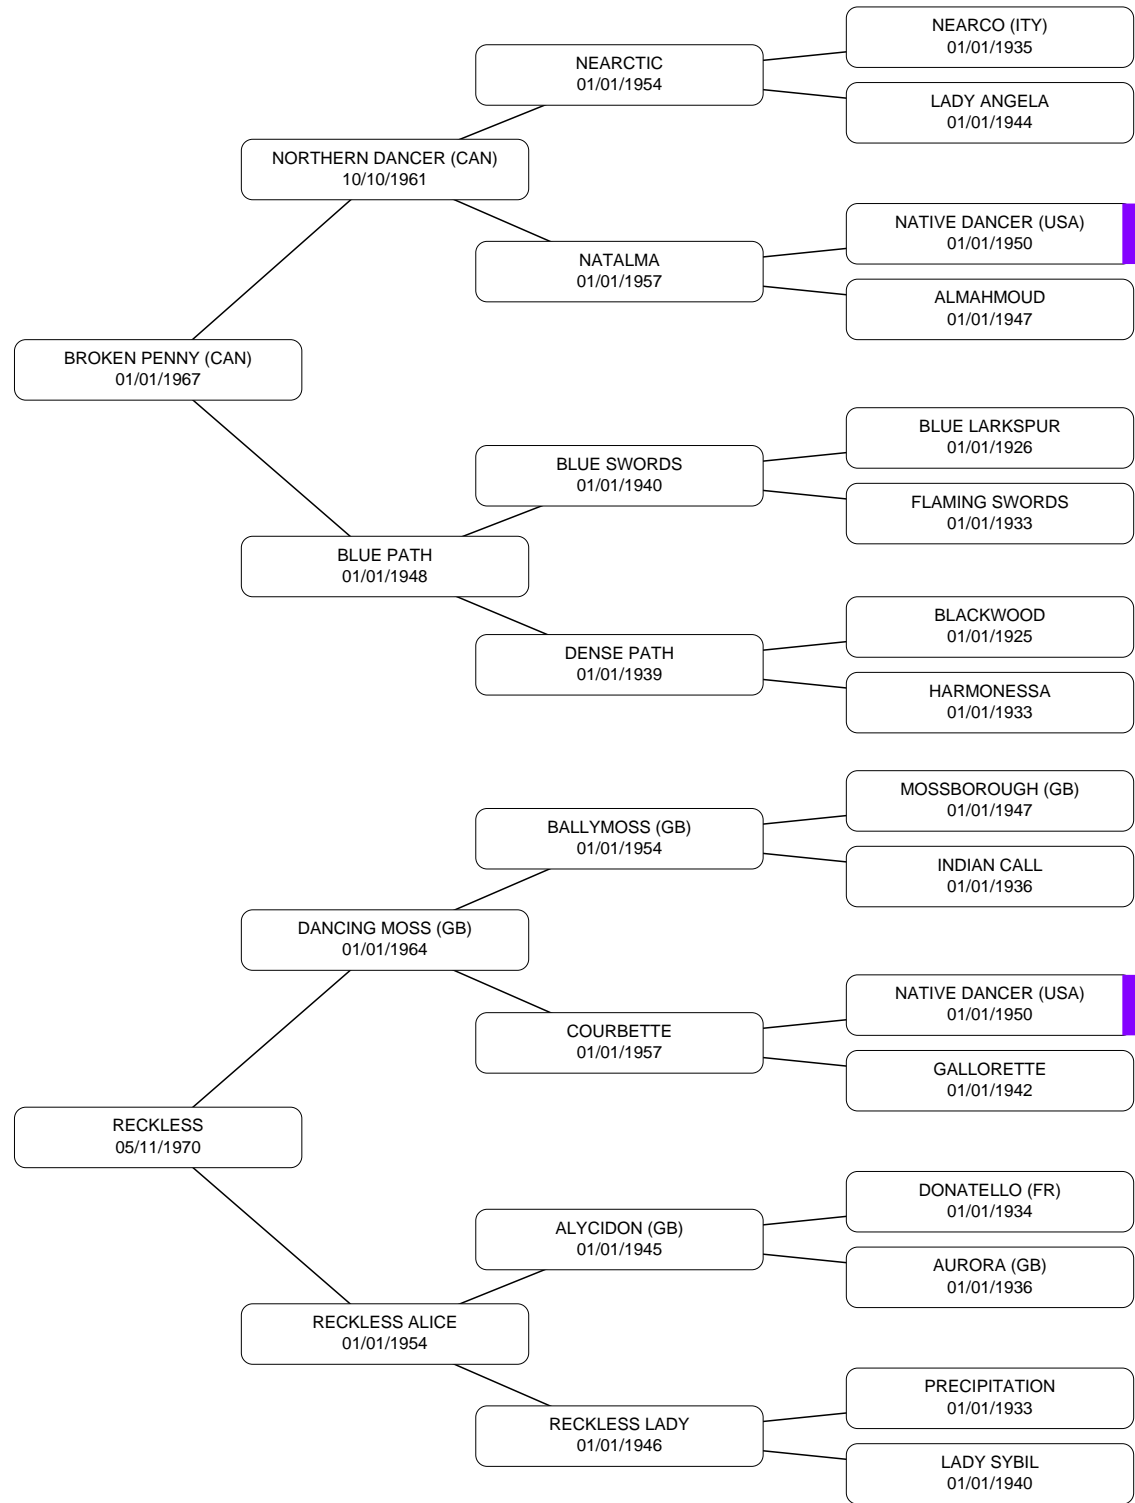 NEARCO (ITY)
01/01/1935
NEARCTIC
01/01/1954
LADY ANGELA
01/01/1944
NORTHERN DANCER (CAN)
10/10/1961
NATIVE DANCER (USA)
01/01/1950
NATALMA
01/01/1957
ALMAHMOUD
01/01/1947
BROKEN PENNY (CAN)
01/01/1967
BLUE LARKSPUR
01/01/1926
BLUE SWORDS
01/01/1940
FLAMING SWORDS
01/01/1933
BLUE PATH
01/01/1948
BLACKWOOD
01/01/1925
DENSE PATH
01/01/1939
HARMONESSA
01/01/1933
MOSSBOROUGH (GB)
01/01/1947
BALLYMOSS (GB)
01/01/1954
INDIAN CALL
01/01/1936
DANCING MOSS (GB)
01/01/1964
NATIVE DANCER (USA)
01/01/1950
COURBETTE
01/01/1957
GALLORETTE
01/01/1942
RECKLESS
05/11/1970
DONATELLO (FR)
01/01/1934
ALYCIDON (GB)
01/01/1945
AURORA (GB)
01/01/1936
RECKLESS ALICE
01/01/1954
PRECIPITATION
01/01/1933
RECKLESS LADY
01/01/1946
LADY SYBIL
01/01/1940